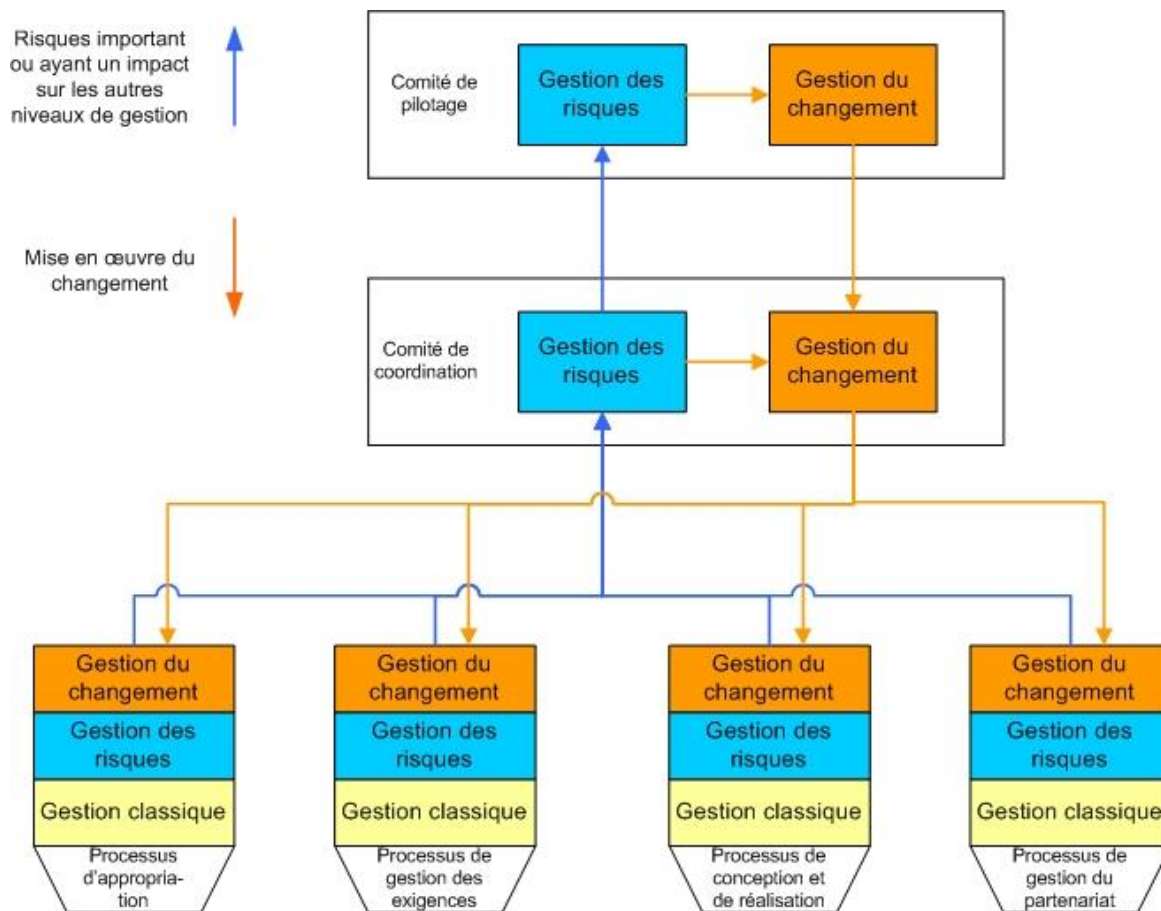 Risques important
ou ayant un impact
sur les autres
niveaux de gestion
Comité de
pilotage
Gestion des
risques
Gestion du
changement
Mise en œuvre du
changement
Comité de
coordination
Gestion des
risques
Gestion du
changement
Gestion du
changement
Gestion des
risques
Gestion classique
Processus
d'appropria-
tion
Gestion du
changement
Gestion des
risques
Gestion classique
Processus de
gestion des
exigences
Gestion du
changement
Gestion des
risques
Gestion classique
Processus de
conception et
de réalisation
Gestion du
changement
Gestion des
risques
Gestion classique
Processus de
gestion du
partenariat